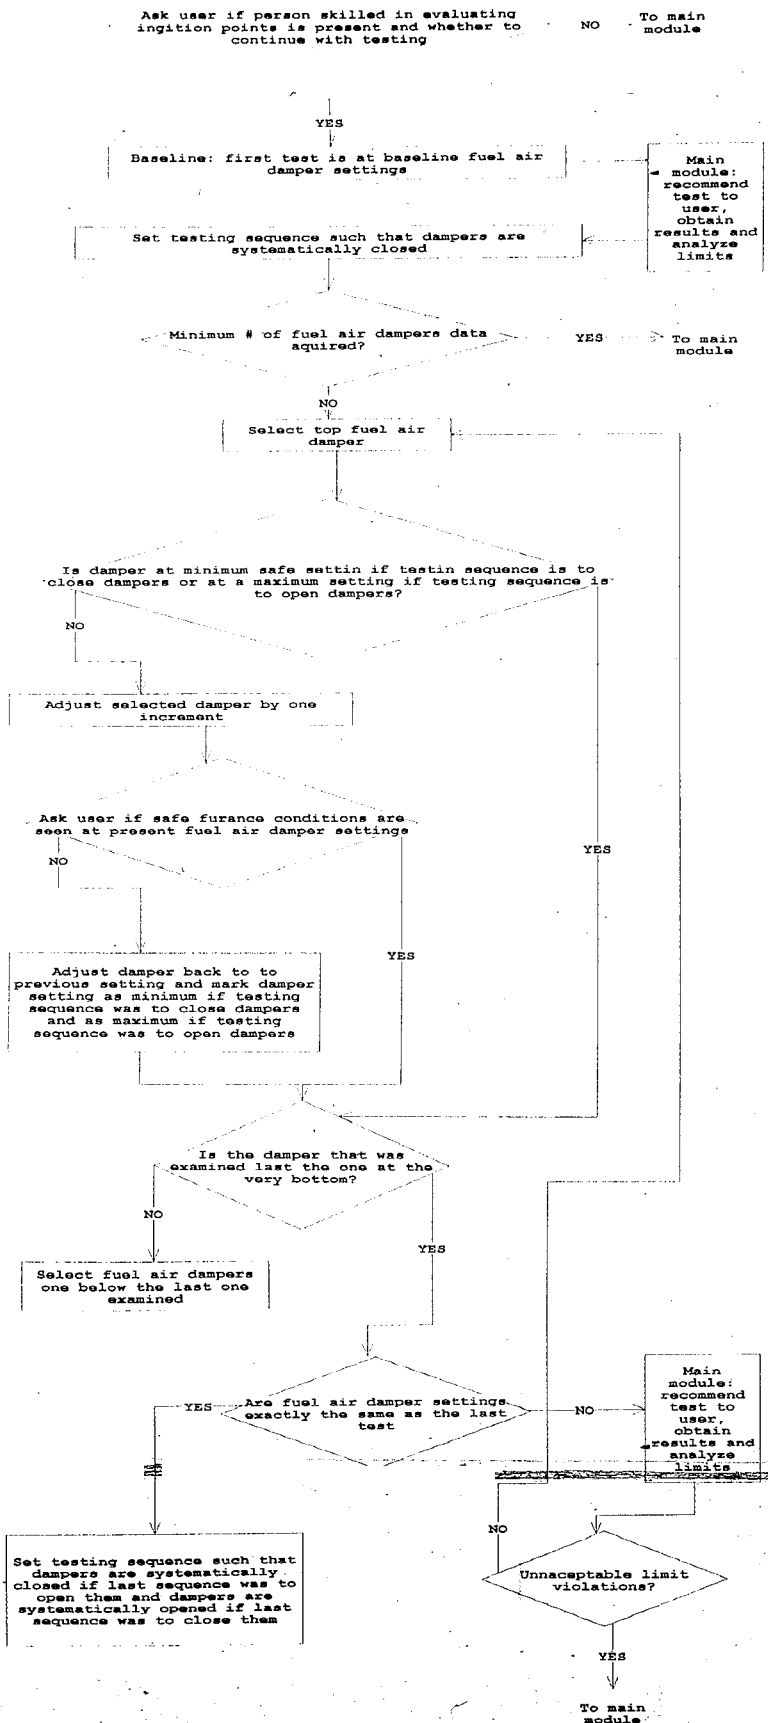 Ask user if person skilled in evaluating
ingition points is present and whether to
continue with testing
NO
To main
module
YES
Baseline: first test is at baseline fuel air
damper settings
Main
module:
recommend
test to
user,
obtain
results and
analyze
limits
Set testing sequence such that dampers are
systematically closed
Minimum # of fuel air dampers data
aquired?
YES
To main
module
NO
Select top fuel air
damper
Is damper at minimum safe settin if testin sequence is to
close dampers or at a maximum setting if testing sequence is
to open dampers?
NO
Adjust selected damper by one
increment
Ask user if safe furance conditions are
seen at present fuel air damper settings
YES
NO
YES
Adjust damper back to to
previous setting and mark damper
setting as minimum if testing
sequence was to close dampers
and as maximum if testing
sequence was to open dampers
Is the damper that was
examined last the one at the
very bottom?
NO
YES
Select fuel air dampers
one below the last one
examined
Are fuel air damper settings
exactly the same as the last
test
YES
NO
Main
module:
recommend
test to
user,
obtain
results and
analyze
limits
NO
Set testing sequence such that
dampers are systematically
closed if last sequence was to
open them and dampers are
systematically opened if last
sequence was to close them
Unnaceptable limit
violations?
YES
To main
module